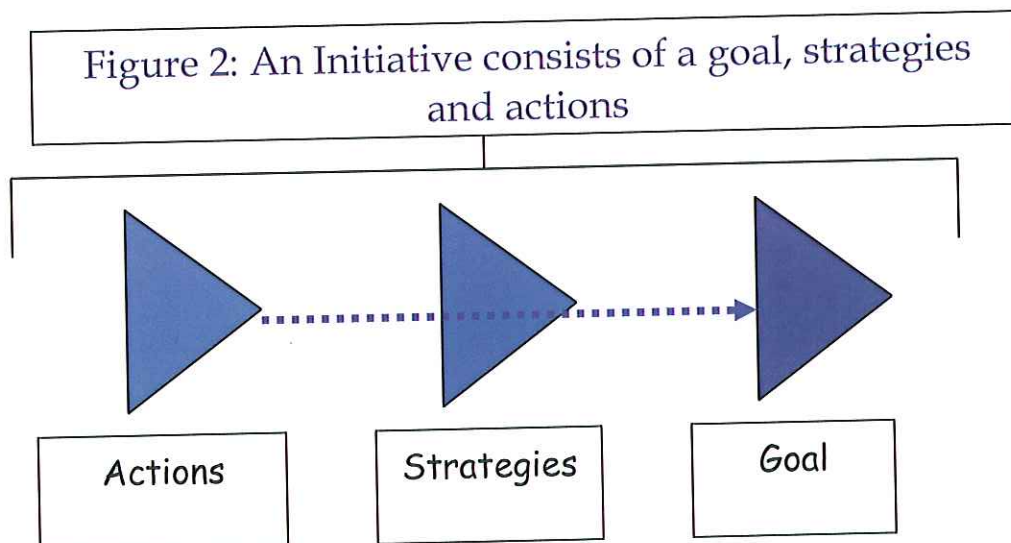 Figure 2: An Initiative consists of a goal, strategies
and actions
Actions
Strategies
Goal